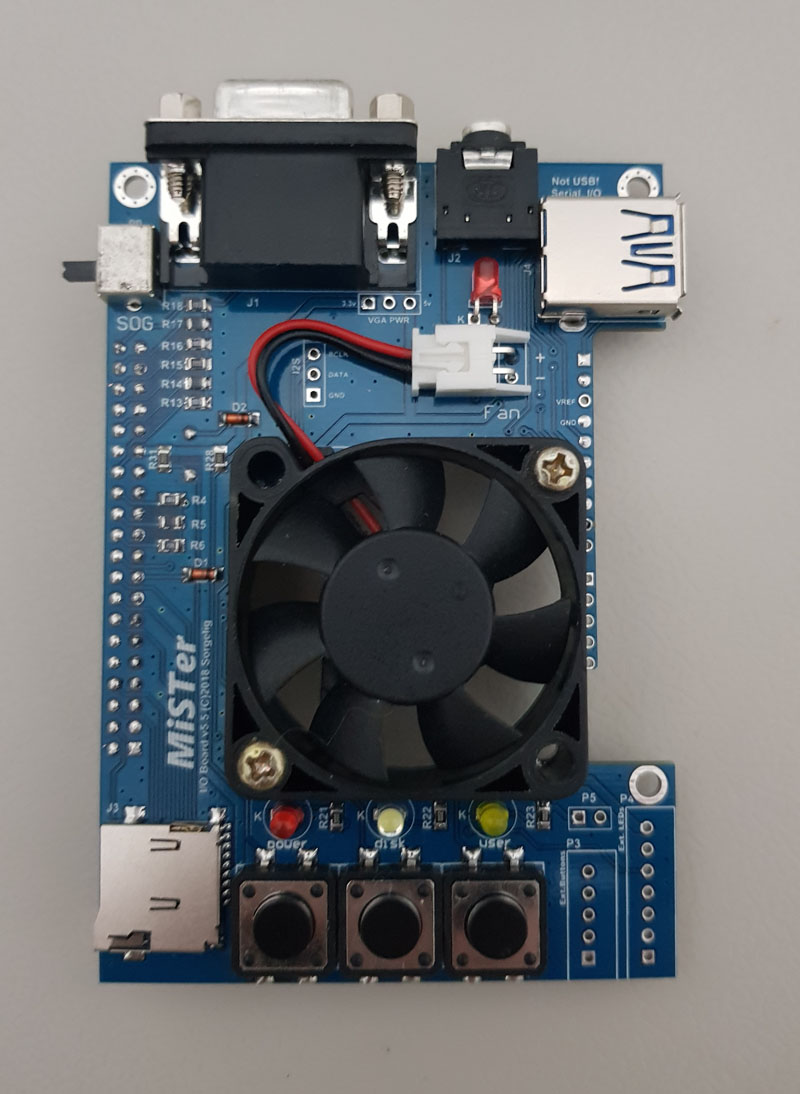 Not USB!
Serial I/O
J2
J4
J1
3.3v
5v
VGA PWR
K
SOG
R18
R17
R16
R15
R14
R13
I2S
DATA
GND
+
-
Fan
VREF
GND
D2
R31
R28
R4
R5
R6
D1
MiSTer
I/O Board v5.5 (C)2018 Sorgelig
J3
K
R21
K
R22
K
R23
P5
P4
power
disk
user
P3
Ext.LEDs
Ext.Buttons